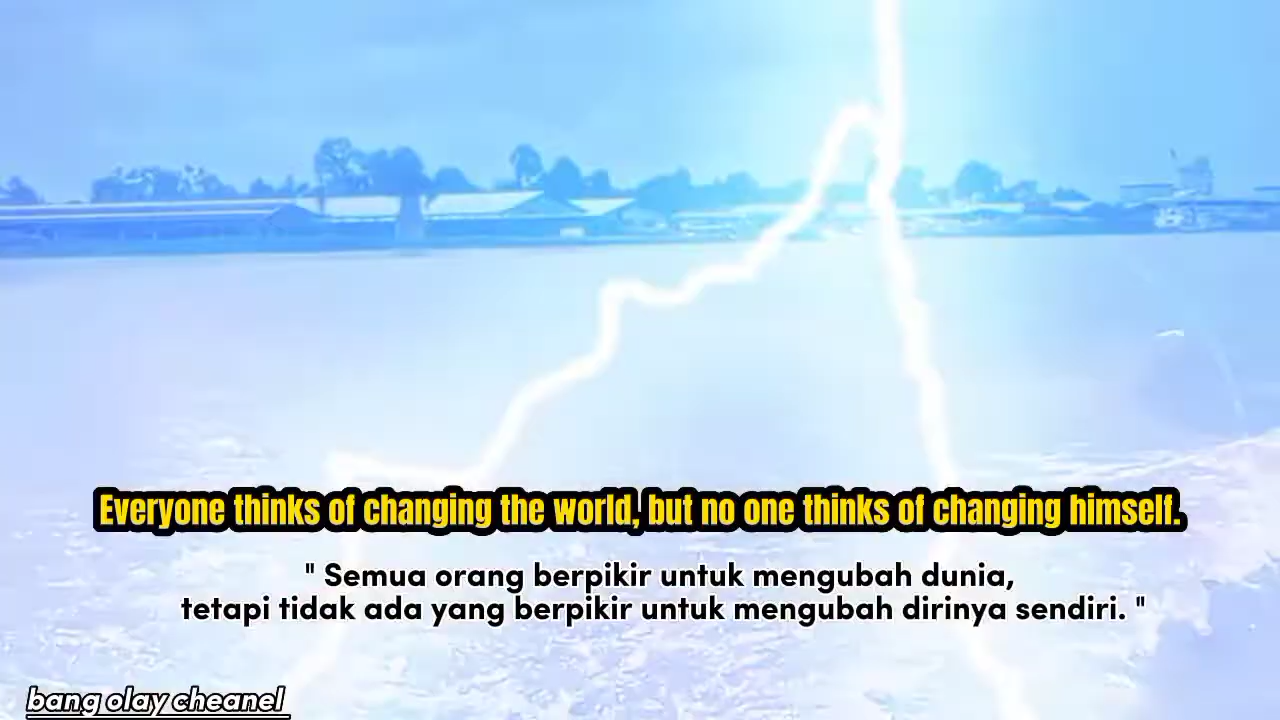 Everyone thinks of changing the world, but no one thinks of changing himself.
" Semua orang berpikir untuk mengubah dunia,
tetapi tidak ada yang berpikir untuk mengubah dirinya sendiri. "
bang olay cheanel